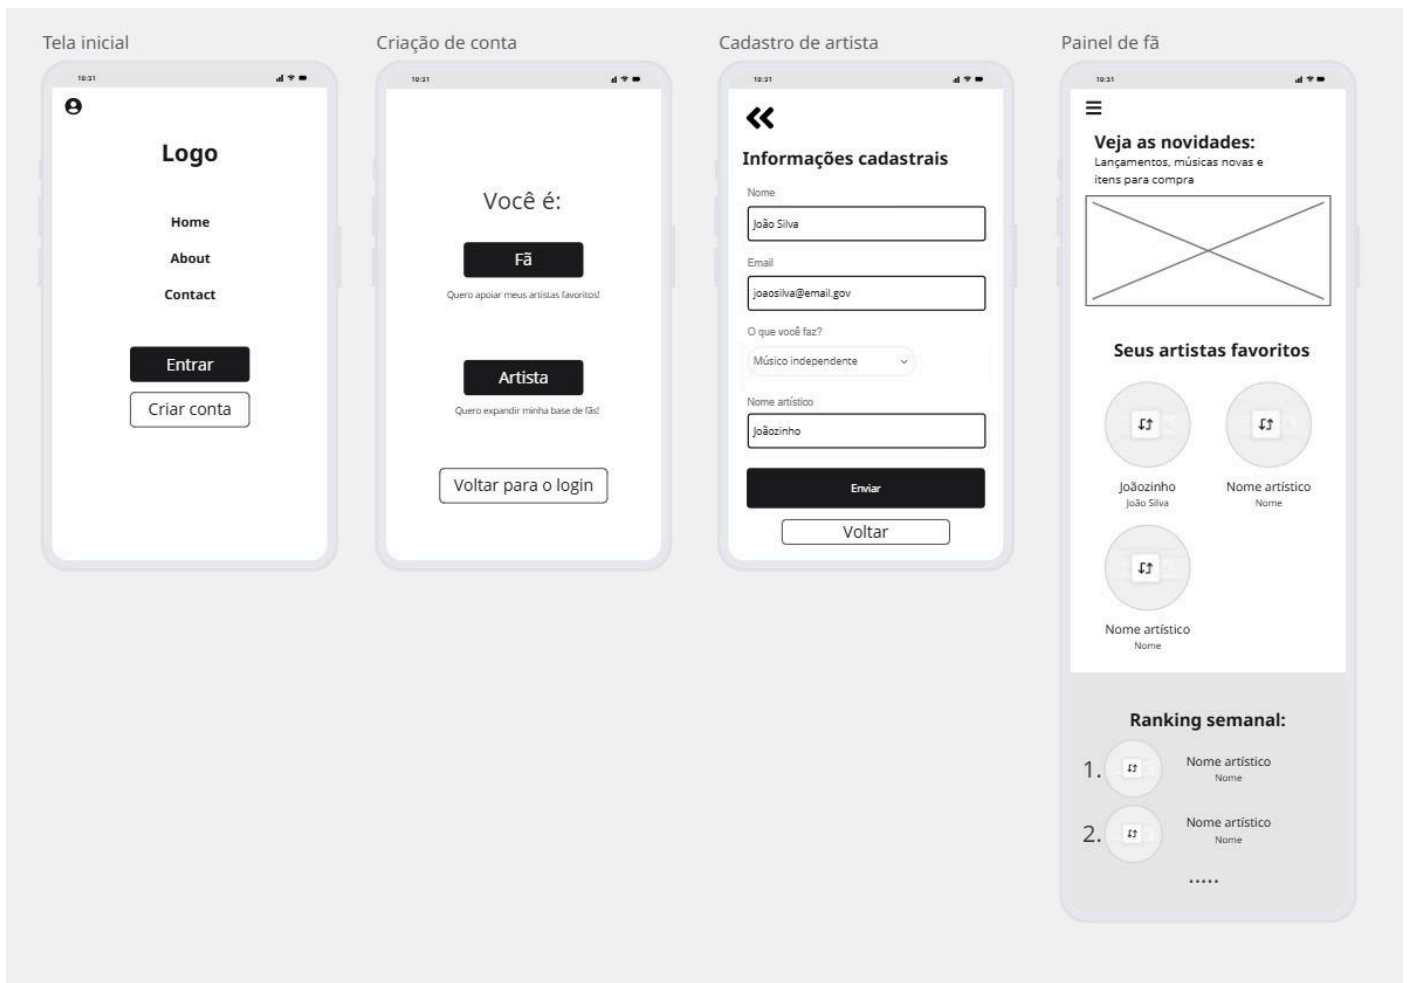 Tela inicial
10:31
Logo
Home
About
Contact
Entrar
Criar conta
Criação de conta
10:31
Você é:
Fã
Quero apoiar meus artistas favoritos!
Artista
Quero expandir minha base de fãs!
Voltar para o login
Cadastro de artista
10:31
Informações cadastrais
Nome
João Silva
Email
joaosilva@email.gov
O que você faz?
Músico independente
Nome artístico
Joãozinho
Enviar
Voltar
Painel de fã
10:31
Veja as novidades:
Lançamentos, músicas novas e
itens para compra
Seus artistas favoritos
Joãozinho
João Silva
Nome artístico
Nome
Nome artístico
Nome
Ranking semanal:
1.
Nome artístico
Nome
2.
Nome artístico
Nome
.....